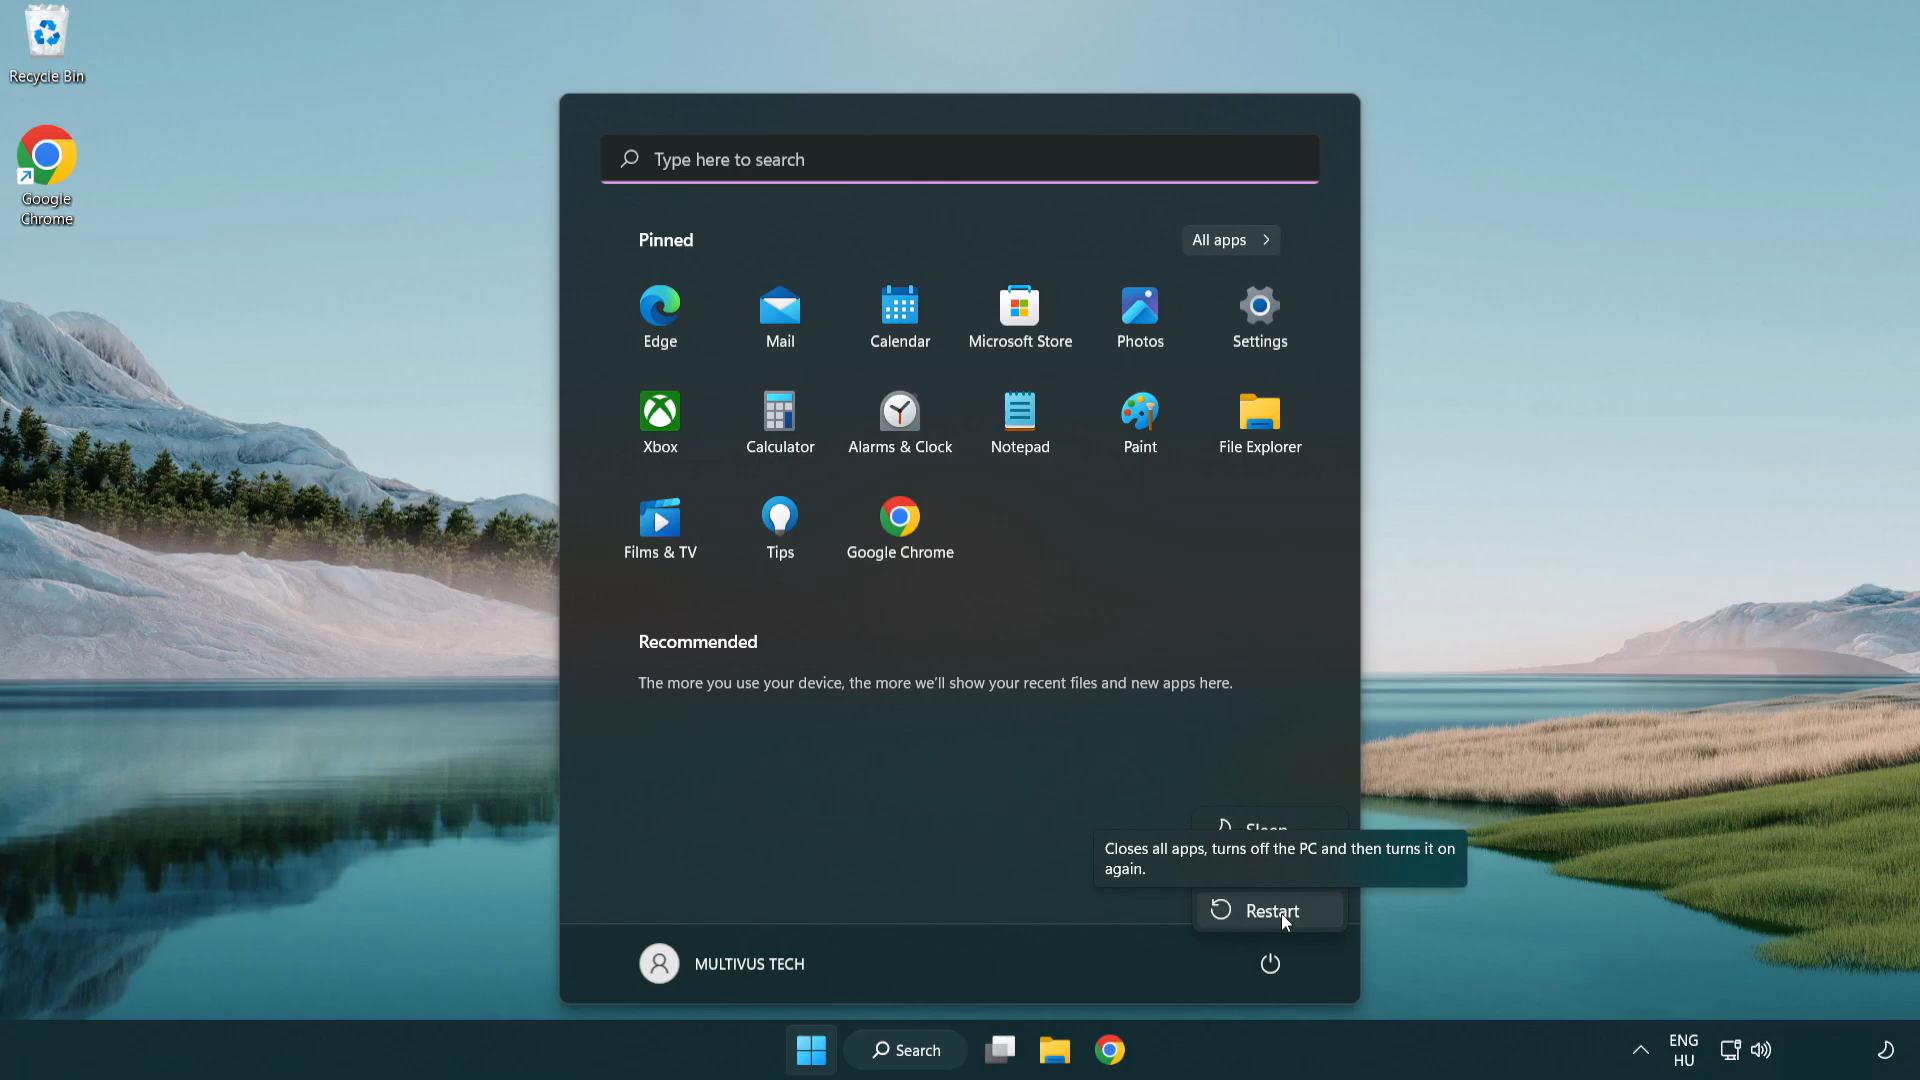 Recycle Bin
Google
Chrome
Type here to search
Pinned
All apps
Edge
Mail
Calendar
Microsoft Store
Photos
Settings
Xbox
Calculator
Alarms & Clock
Notepad
Paint
File Explorer
Films & TV
Tips
Google Chrome
Recommended
The more you use your device, the more we'll show your recent files and new apps here.
Sleep
Closes all apps, turns off the PC and then turns it on
again.
Restart
MULTIVUS TECH
Search
ENG
HU